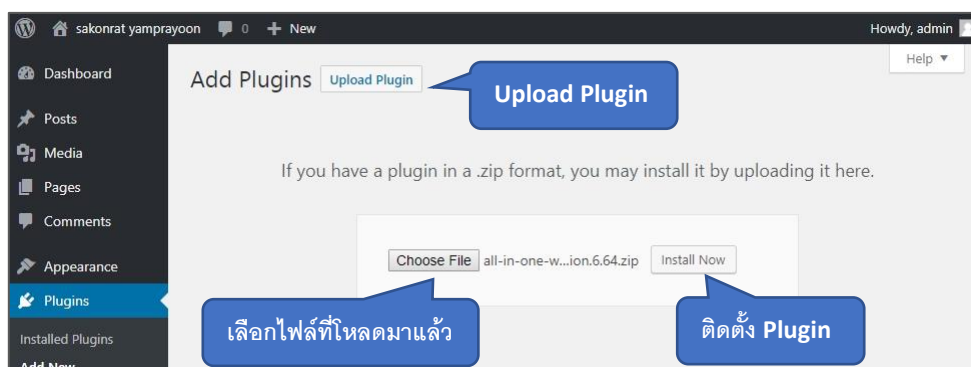 sakonrat yamprayoon 0 + New Howdy, admin
Help ▼
Dashboard
Add Plugins Upload Plugin
Upload Plugin
Posts
Media
If you have a plugin in a .zip format, you may install it by uploading it here.
Pages
Comments
Choose File all-in-one-w...ion.6.64.zip Install Now
Appearance
Plugins
เลือกไฟล์ที่โหลดมาแล้ว
ติดตั้ง Plugin
Installed Plugins
Add New